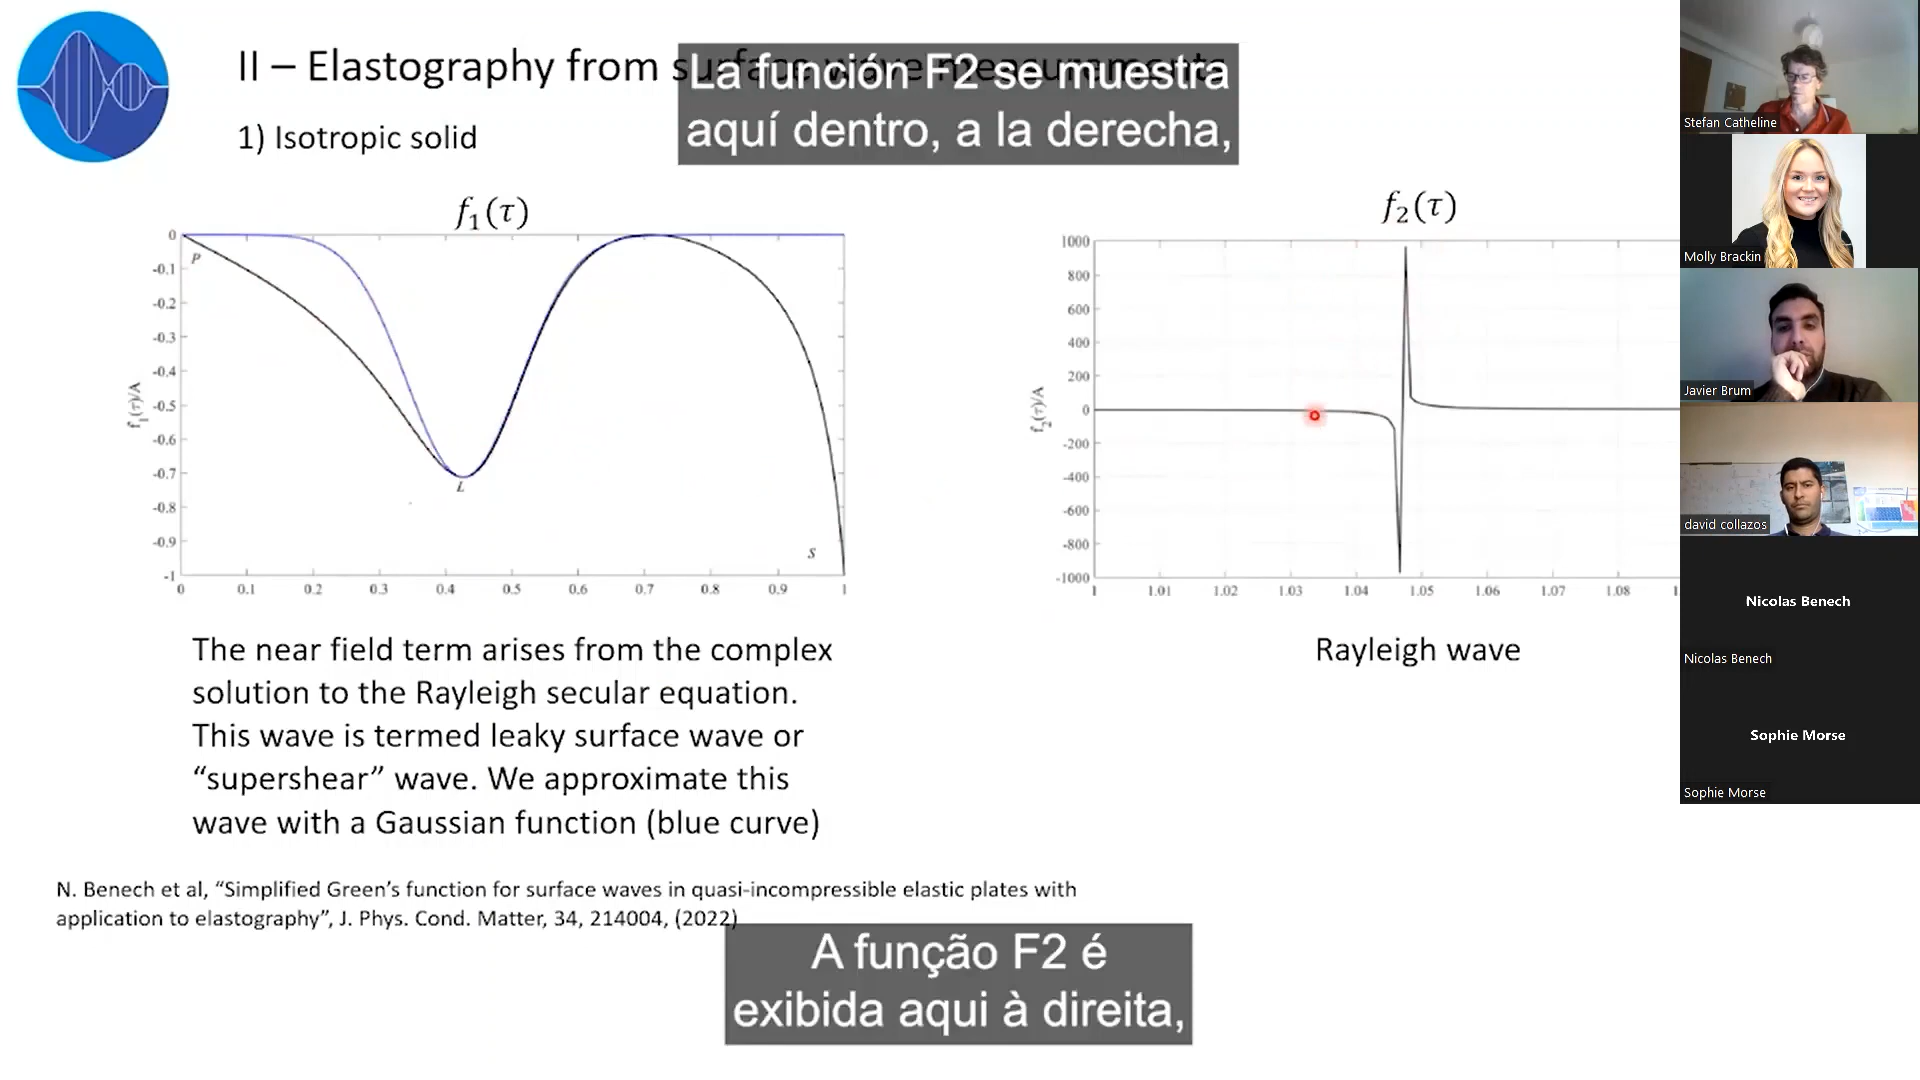 II – Elastography from surface wave measurements
La función F2 se muestra
aquí dentro, a la derecha,
1) Isotropic solid
f₁(τ)
0
-0.1
-0.2
-0.3
-0.4
-0.5
-0.6
-0.7
-0.8
-0.9
-1
f₁(τ)/A
P
L
S
0 0.1 0.2 0.3 0.4 0.5 0.6 0.7 0.8 0.9 1
f₂(τ)
1000
800
600
400
200
0
-200
-400
-600
-800
-1000
f₂(τ)/A
1 1.01 1.02 1.03 1.04 1.05 1.06 1.07 1.08
The near field term arises from the complex
solution to the Rayleigh secular equation.
This wave is termed leaky surface wave or
“supershear” wave. We approximate this
wave with a Gaussian function (blue curve)
Rayleigh wave
N. Benech et al, “Simplified Green’s function for surface waves in quasi-incompressible elastic plates with
application to elastography”, J. Phys. Cond. Matter, 34, 214004, (2022)
A função F2 é
exibida aqui à direita,
Stefan Catheline
Molly Brackin
Javier Brum
david collazos
Nicolas Benech
Nicolas Benech
Sophie Morse
Sophie Morse